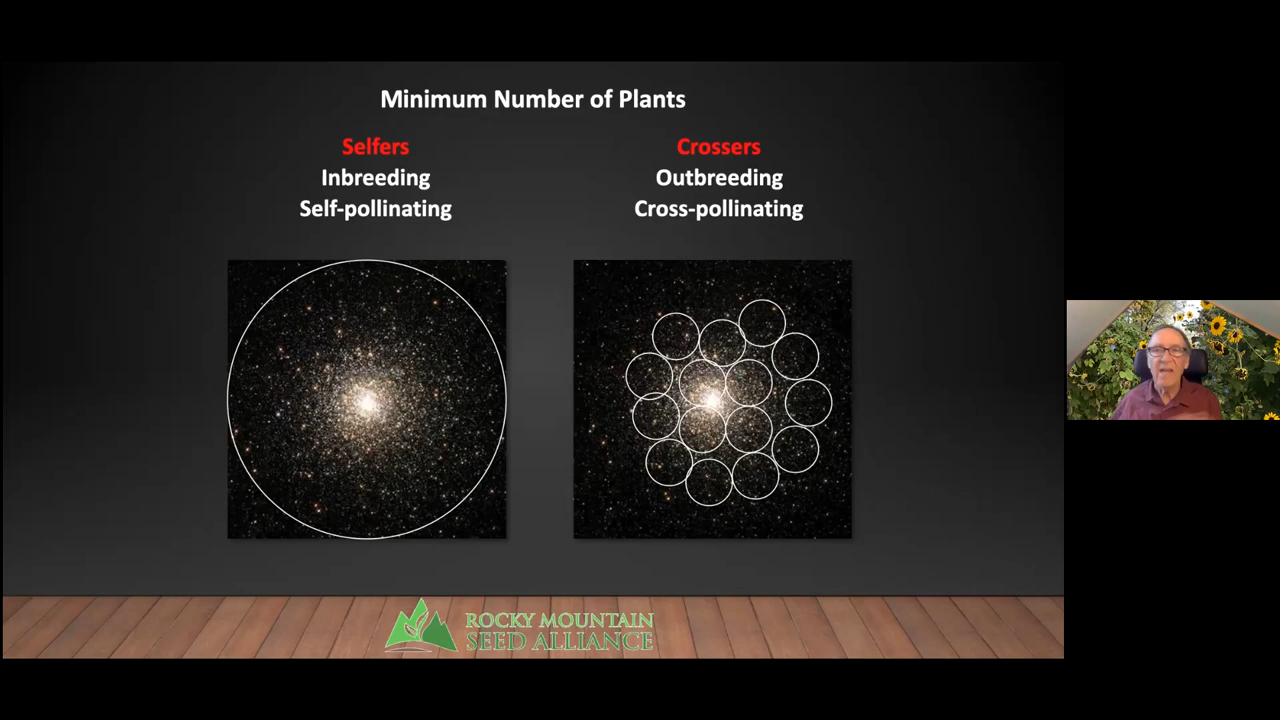 Minimum Number of Plants
Selfers
Inbreeding
Self-pollinating
Crossers
Outbreeding
Cross-pollinating
ROCKY MOUNTAIN
SEED ALLIANCE